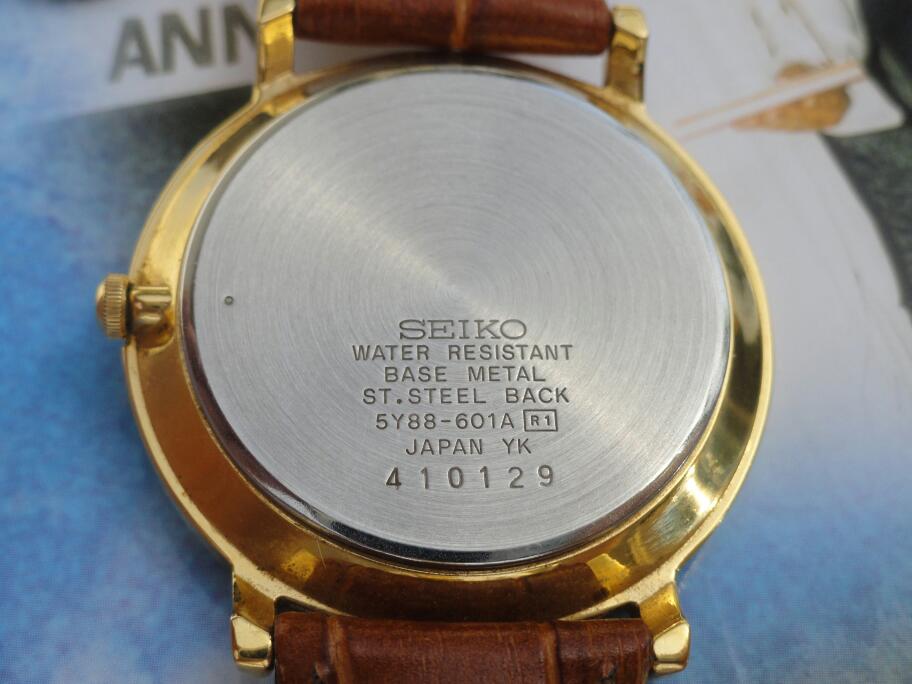 ANN
SEIKO
WATER RESISTANT
BASE METAL
ST.STEEL BACK
5Y88-601A R1
JAPAN YK
410129